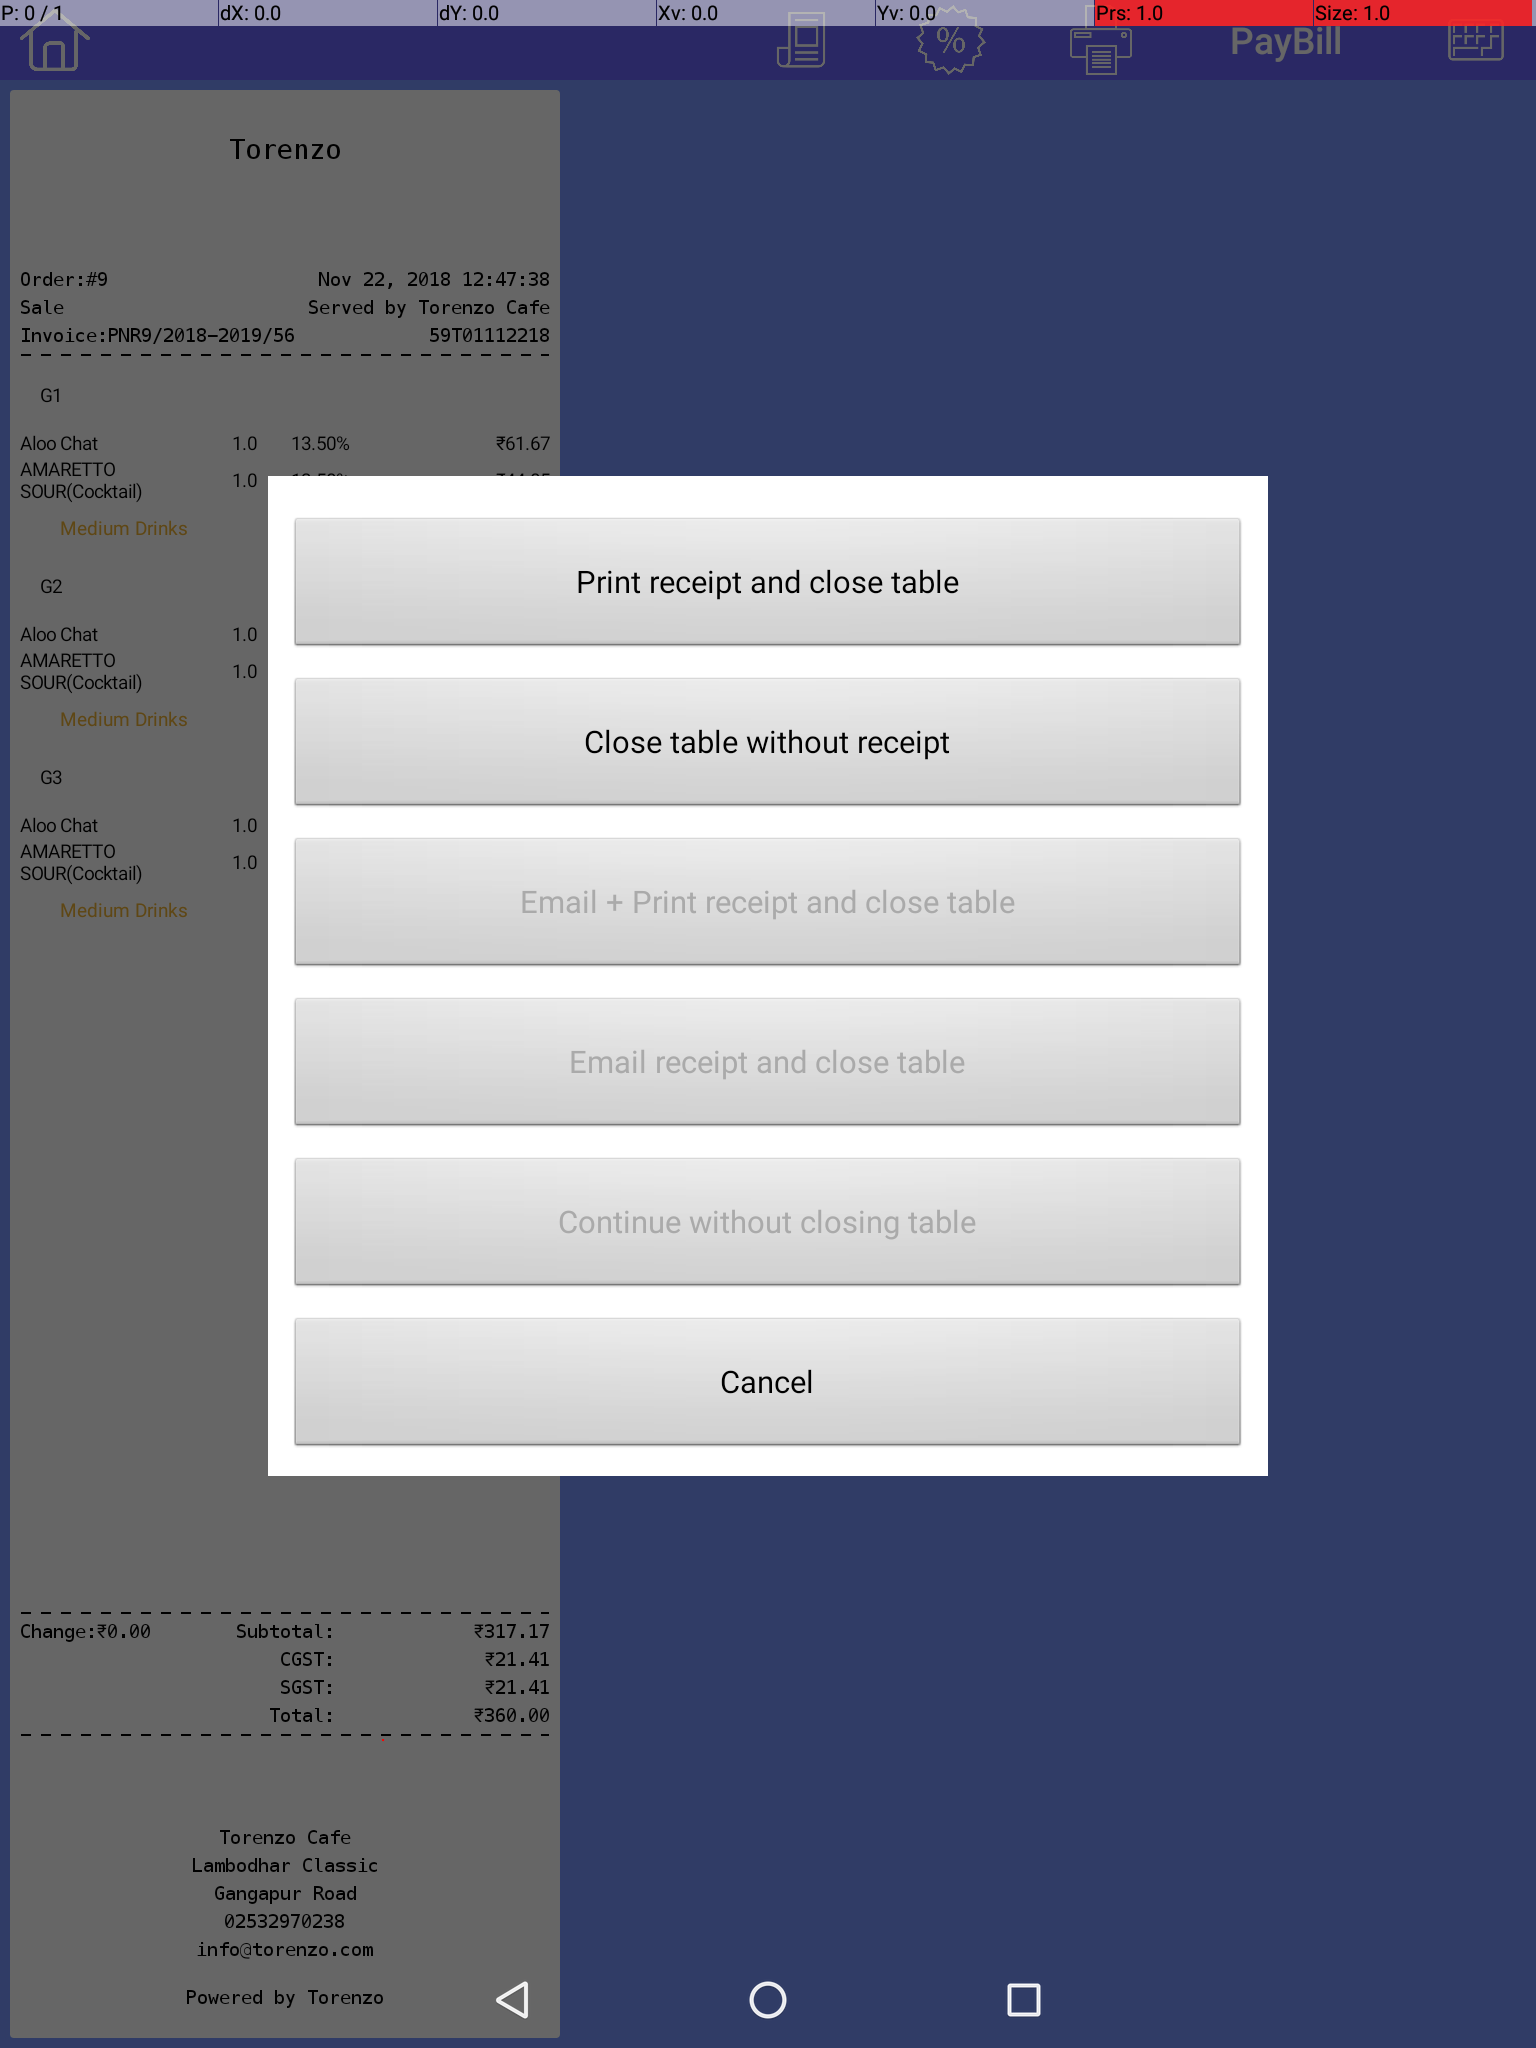 P: 0 / 1 dX: 0.0 dY: 0.0 Xv: 0.0 Yv: 0.0 Prs: 1.0 Size: 1.0
% PayBill
Torenzo
Order:#9 Nov 22, 2018 12:47:38
Sale Served by Torenzo Cafe
Invoice:PNR9/2018-2019/56 59T01112218
G1
Aloo Chat 1.0 13.50% ₹61.67
AMARETTO
SOUR(Cocktail) 1.0
Medium Drinks
G2
Aloo Chat 1.0
AMARETTO
SOUR(Cocktail) 1.0
Medium Drinks
G3
Aloo Chat 1.0
AMARETTO
SOUR(Cocktail) 1.0
Medium Drinks
Print receipt and close table
Close table without receipt
Email + Print receipt and close table
Email receipt and close table
Continue without closing table
Cancel
Change:₹0.00 Subtotal: ₹317.17
CGST: ₹21.41
SGST: ₹21.41
Total: ₹360.00
Torenzo Cafe
Lambodhar Classic
Gangapur Road
02532970238
info@torenzo.com
Powered by Torenzo